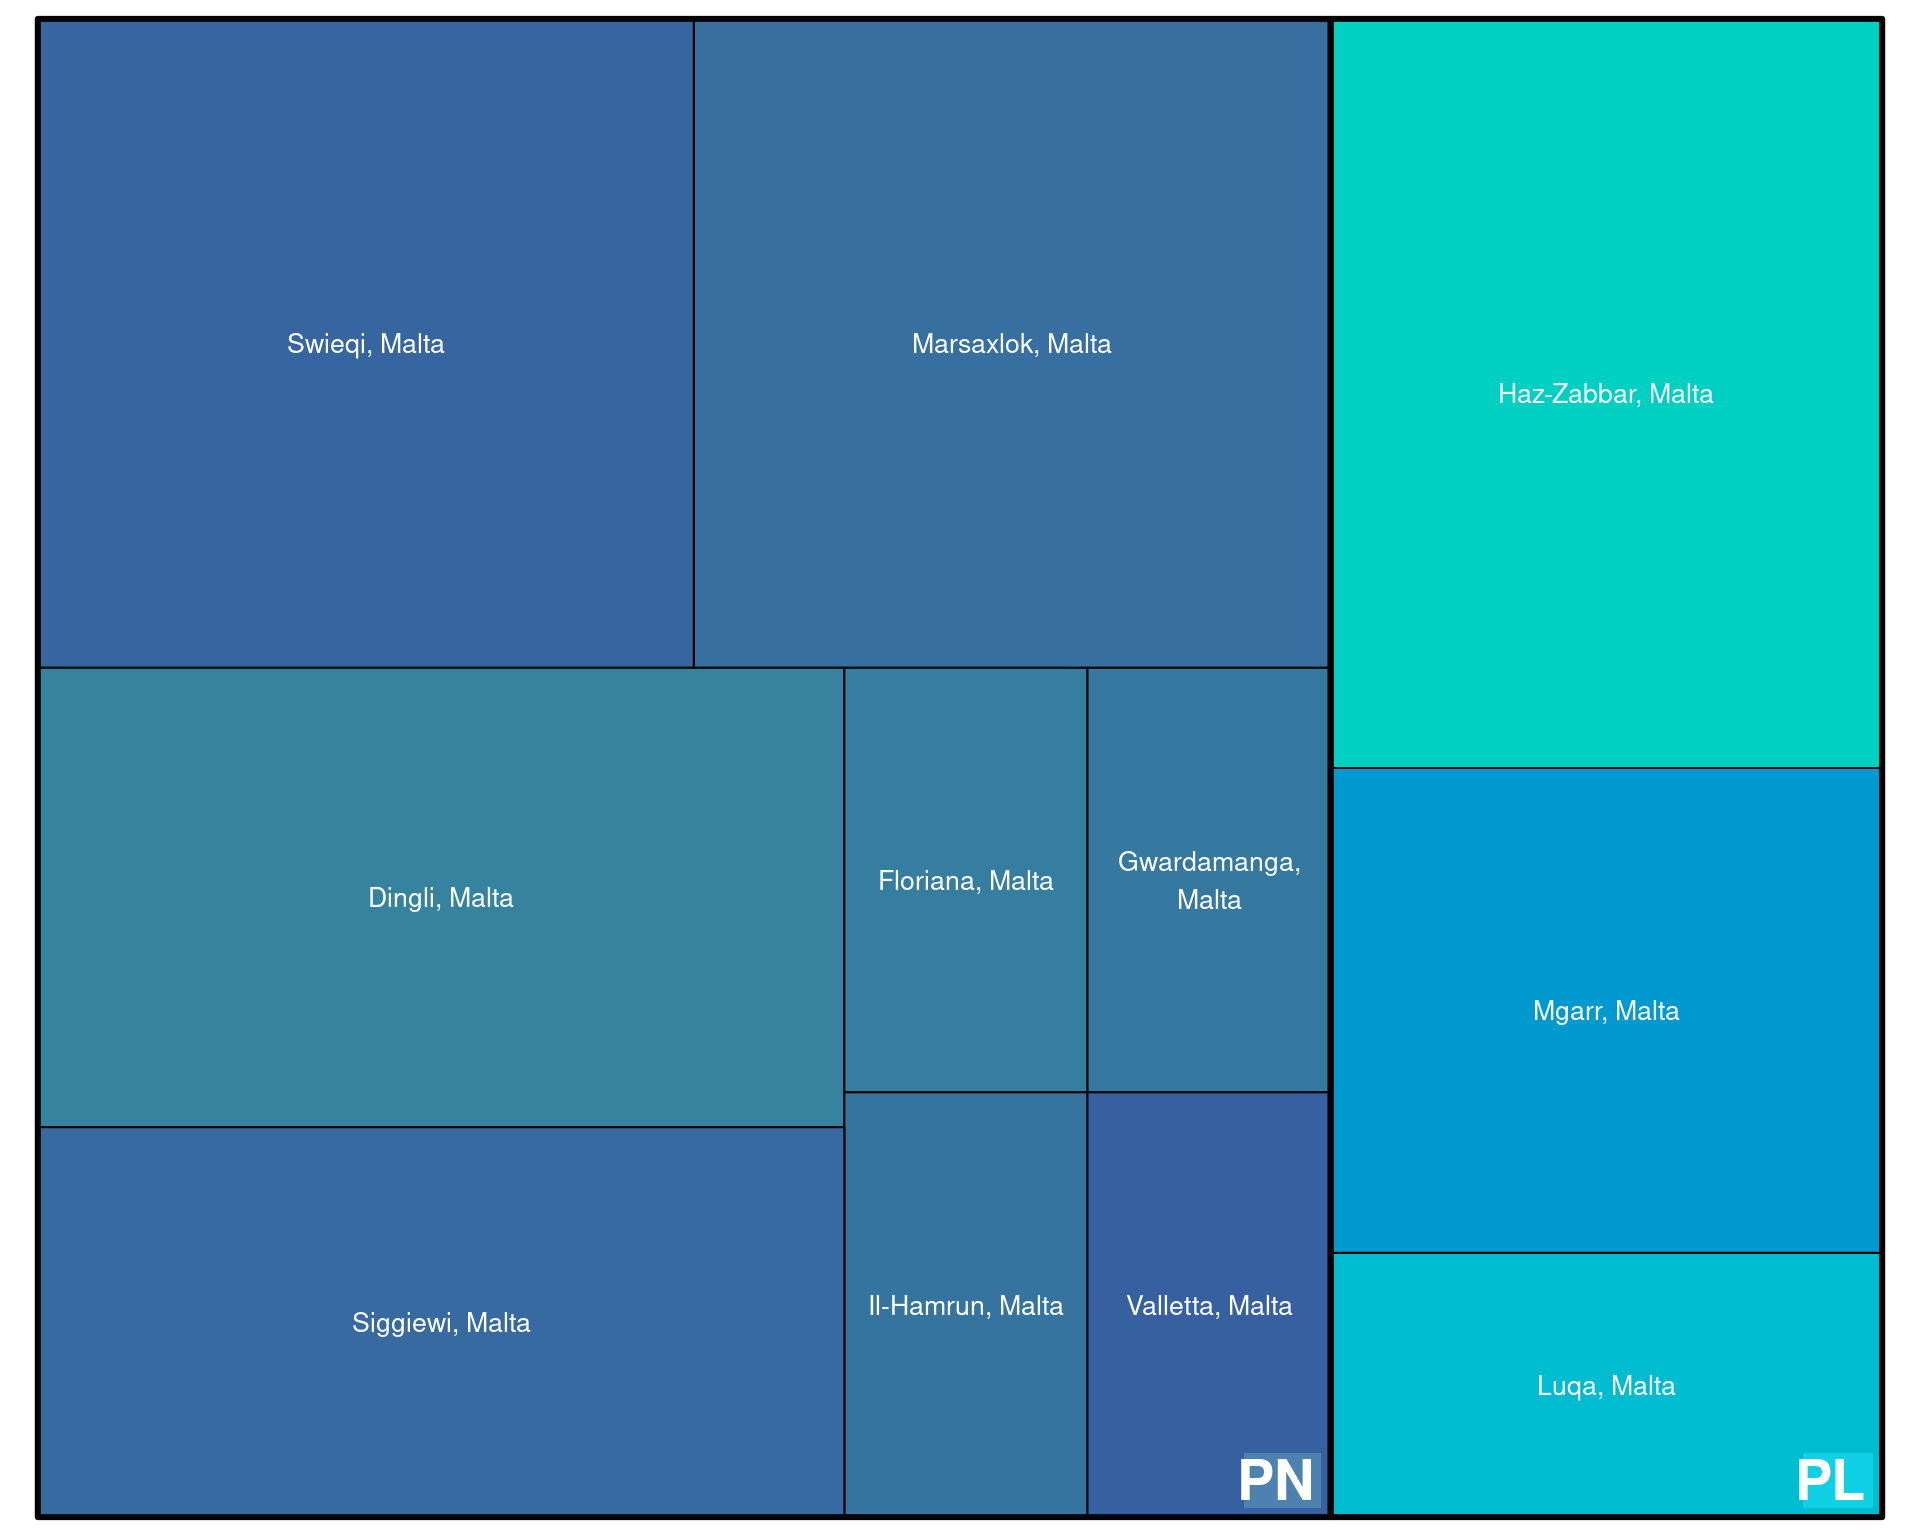 Swieqi, Malta
Marsaxlok, Malta
Haz-Zabbar, Malta
Dingli, Malta
Floriana, Malta
Gwardamanga,
Malta
Mgarr, Malta
Siggiewi, Malta
Il-Hamrun, Malta
Valletta, Malta
Luqa, Malta
PN
PL